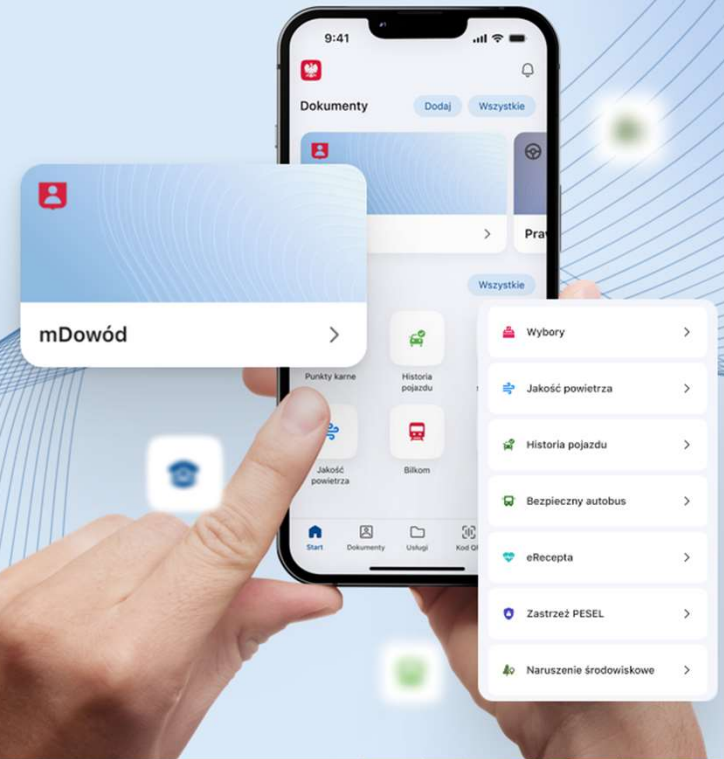 9:41
Dokumenty
Dodaj
Wszystkie
mDowód
Wszystkie
Punkty karne
Historia
pojazdu
Jakość
powietrza
Bilkom
Start
Dokumenty
Usługi
Kod
Wybory
Jakość powietrza
Historia pojazdu
Bezpieczny autobus
eRecepta
Zastrzeż PESEL
Naruszenie środowiskowe